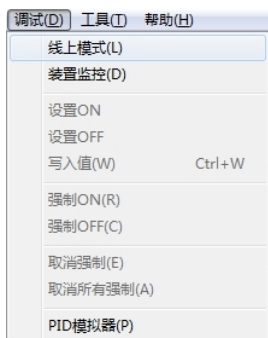 调试(D) 工具(T) 帮助(H)
线上模式(L)
装置监控(D)
设置ON
设置OFF
写入值(W) Ctrl+W
强制ON(R)
强制OFF(C)
取消强制(E)
取消所有强制(A)
PID模拟器(P)